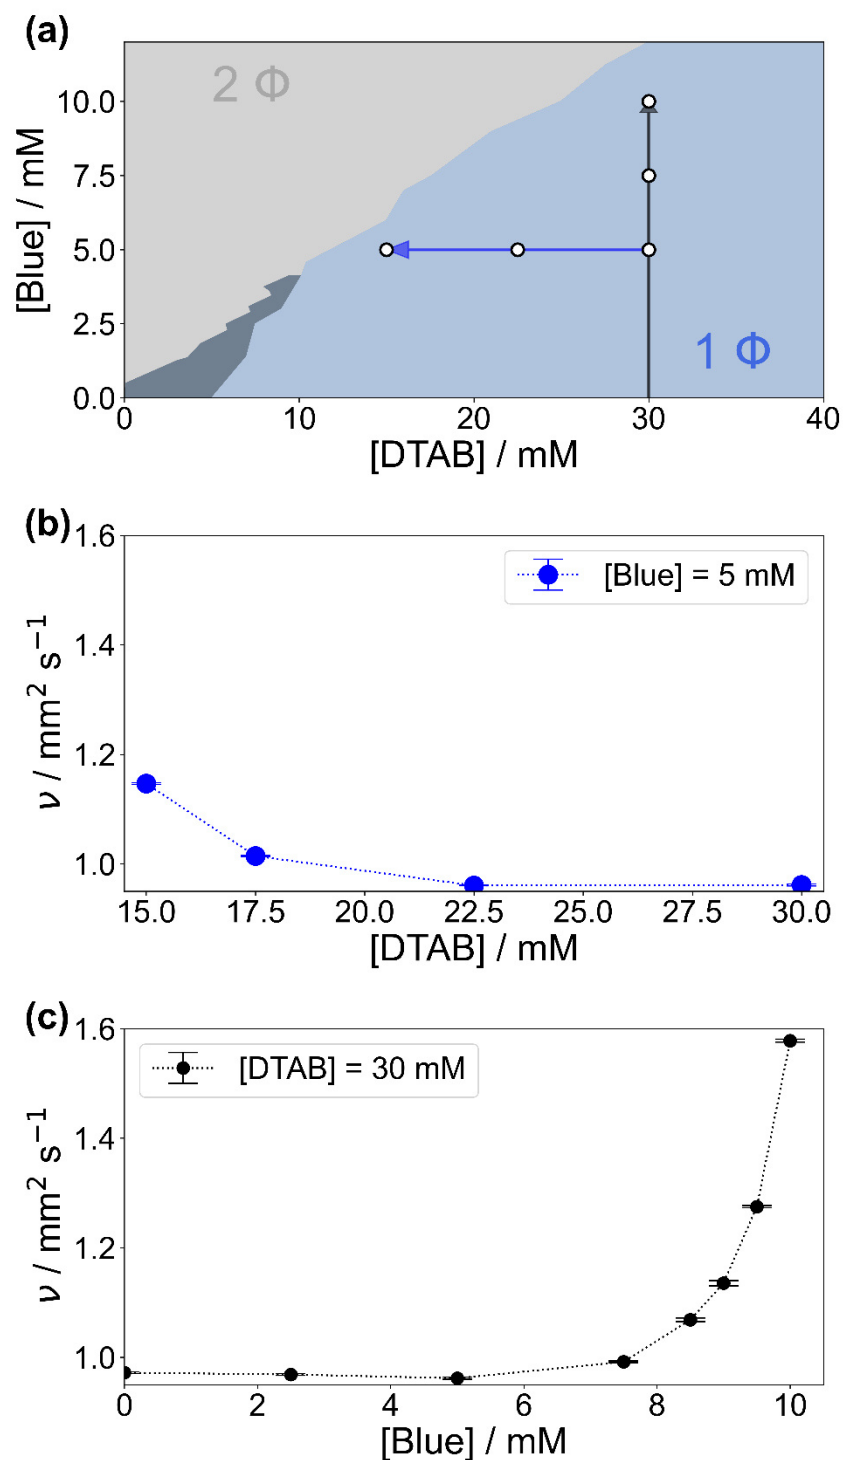 (a)
2 Φ
10.0
7.5
5.0
2.5
0.0
[Blue] / mM
1 Φ
0 10 20 30 40
[DTAB] / mM
(b)
1.6
1.4
1.2
1.0
ν / mm² s⁻¹
[Blue] = 5 mM
15.0 17.5 20.0 22.5 25.0 27.5 30.0
[DTAB] / mM
(c)
1.6
1.4
1.2
1.0
ν / mm² s⁻¹
[DTAB] = 30 mM
0 2 4 6 8 10
[Blue] / mM